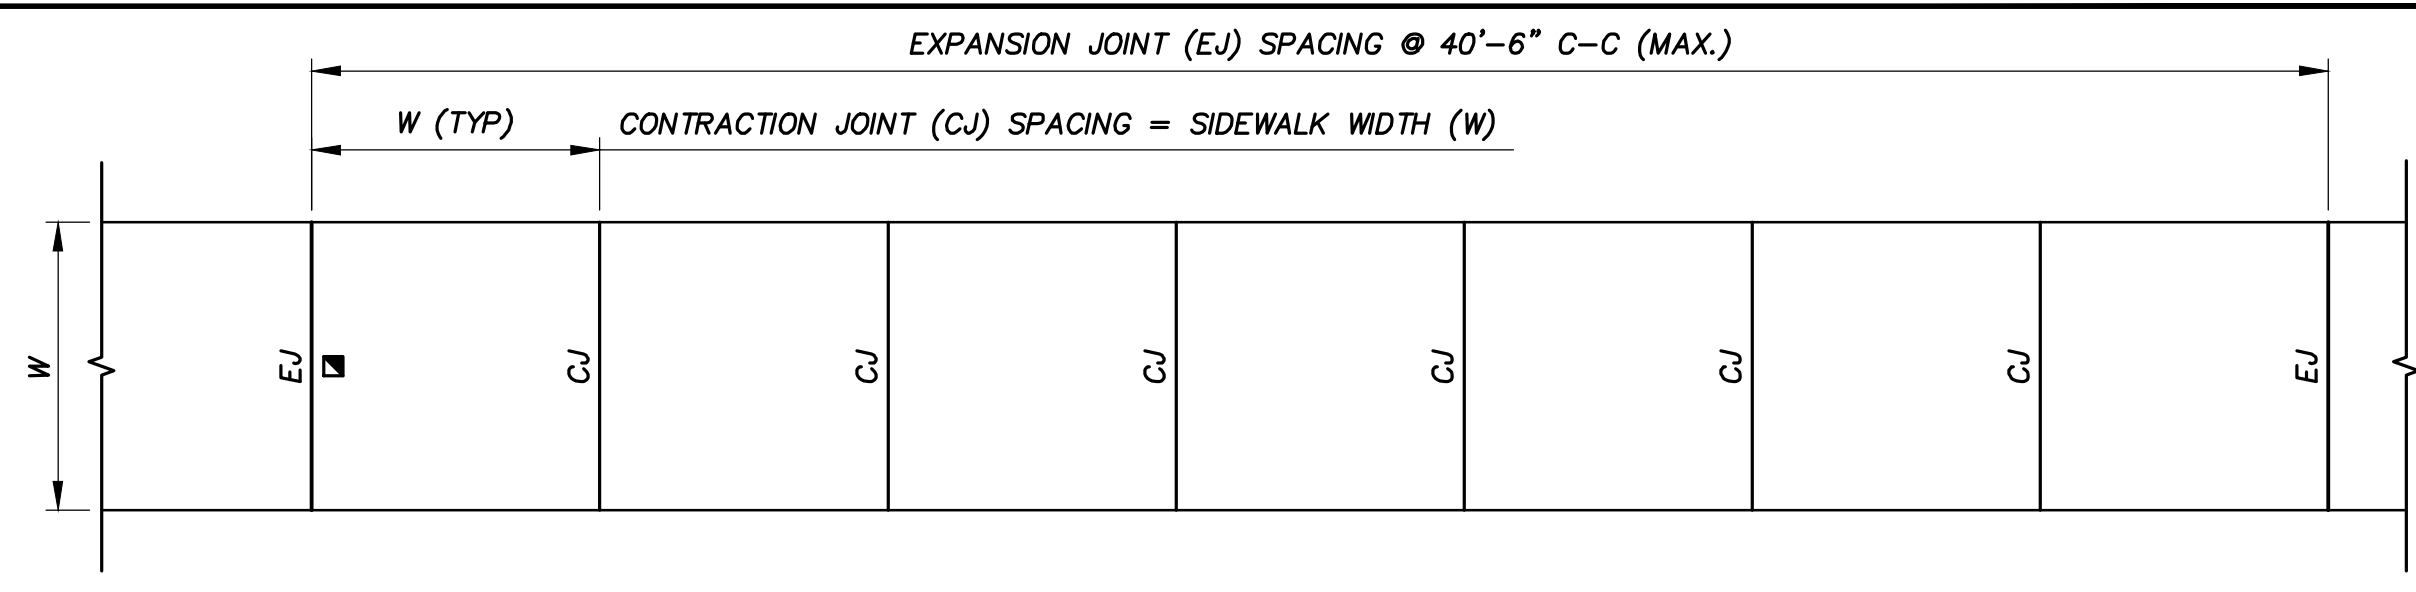 EXPANSION JOINT (EJ) SPACING @ 40'-6" C-C (MAX.)
W (TYP)
CONTRACTION JOINT (CJ) SPACING = SIDEWALK WIDTH (W)
W
EJ
CJ
CJ
CJ
CJ
CJ
CJ
EJ